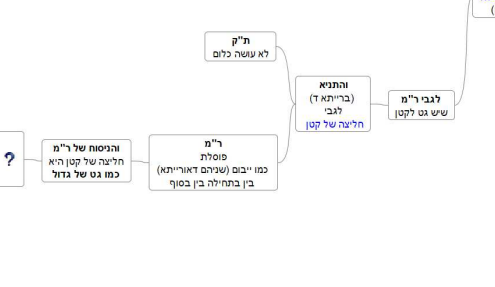 לגבי ר"מ
שיש גט לקטן
והתניא
(ברייתא ד)
לגבי
חליצה של קטן
ת"ק
לא עושה כלום
ר"מ
פוסלת
כמו ייבום (שניהם דאורייתא)
בין בתחילה בין בסוף
והניסוח של ר"מ
חליצה של קטן היא
כמו גט של גדול
?